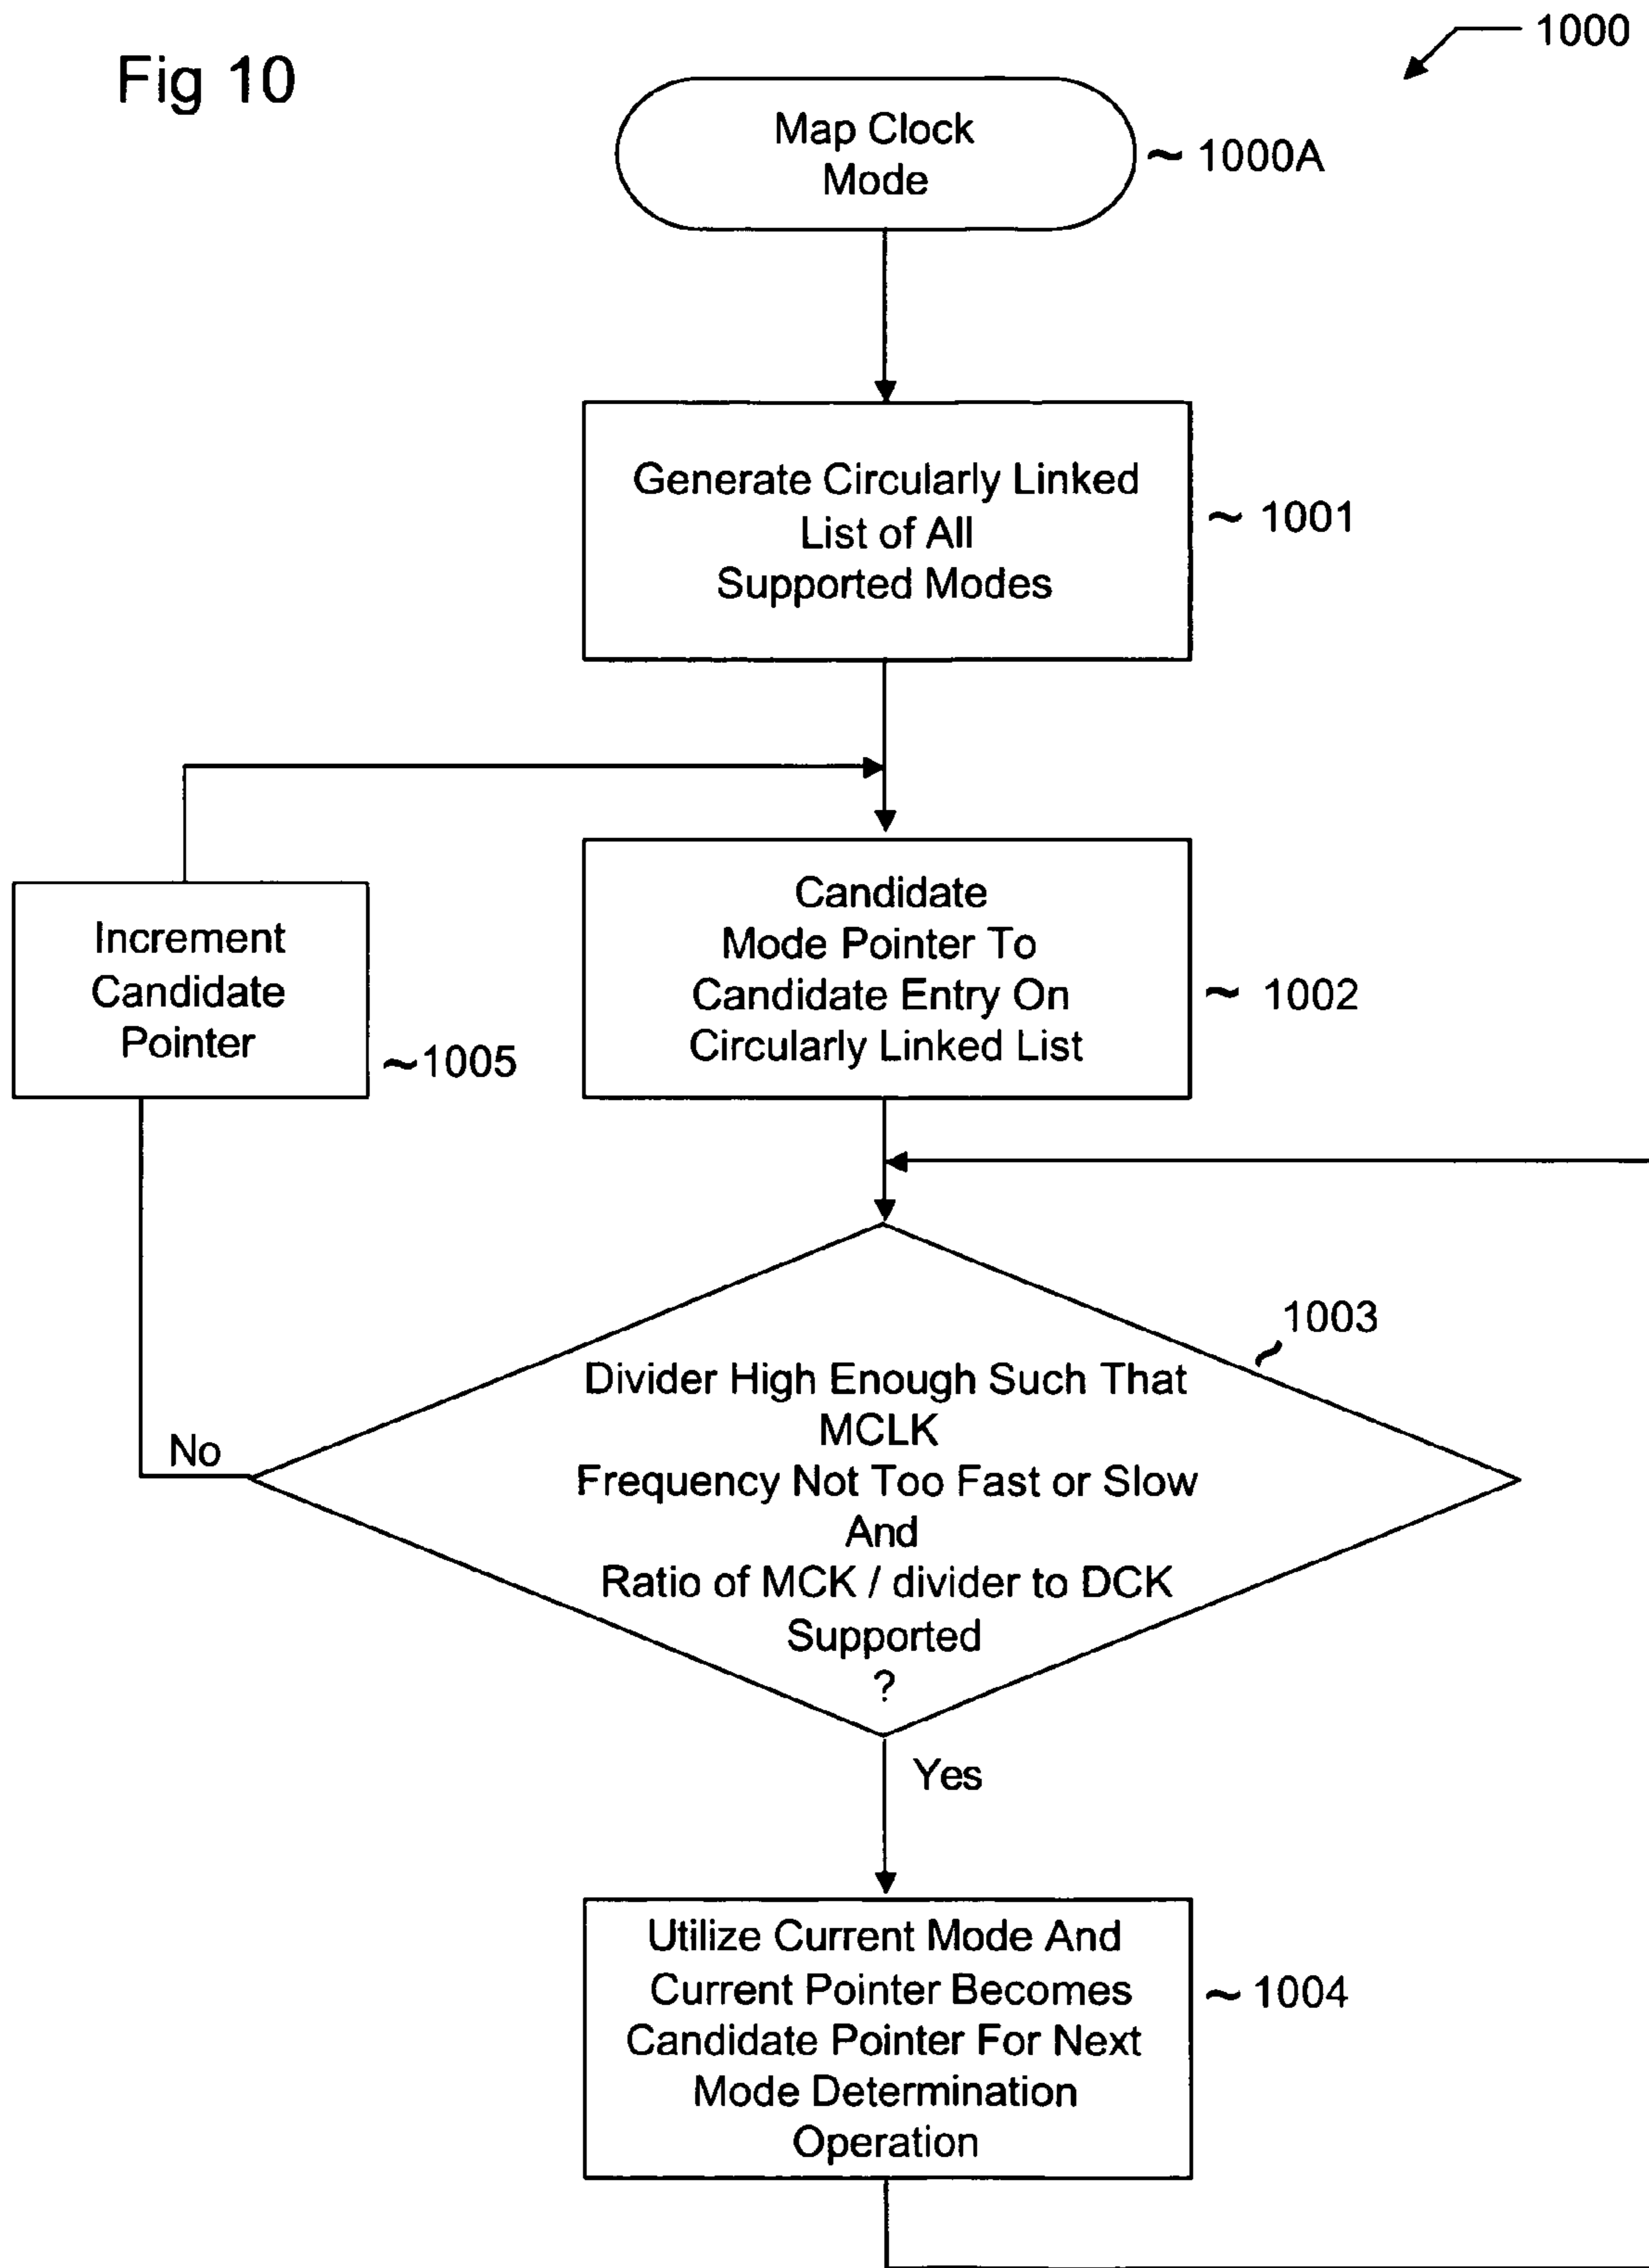 Fig 10
1000
Map Clock
Mode
~ 1000A
Generate Circularly Linked
List of All
Supported Modes
~ 1001
Candidate
Mode Pointer To
Candidate Entry On
Circularly Linked List
~ 1002
Increment
Candidate
Pointer
~1005
~ 1003
Divider High Enough Such That
MCLK
Frequency Not Too Fast or Slow
And
Ratio of MCK / divider to DCK
Supported
?
No
Yes
Utilize Current Mode And
Current Pointer Becomes
Candidate Pointer For Next
Mode Determination
Operation
~ 1004